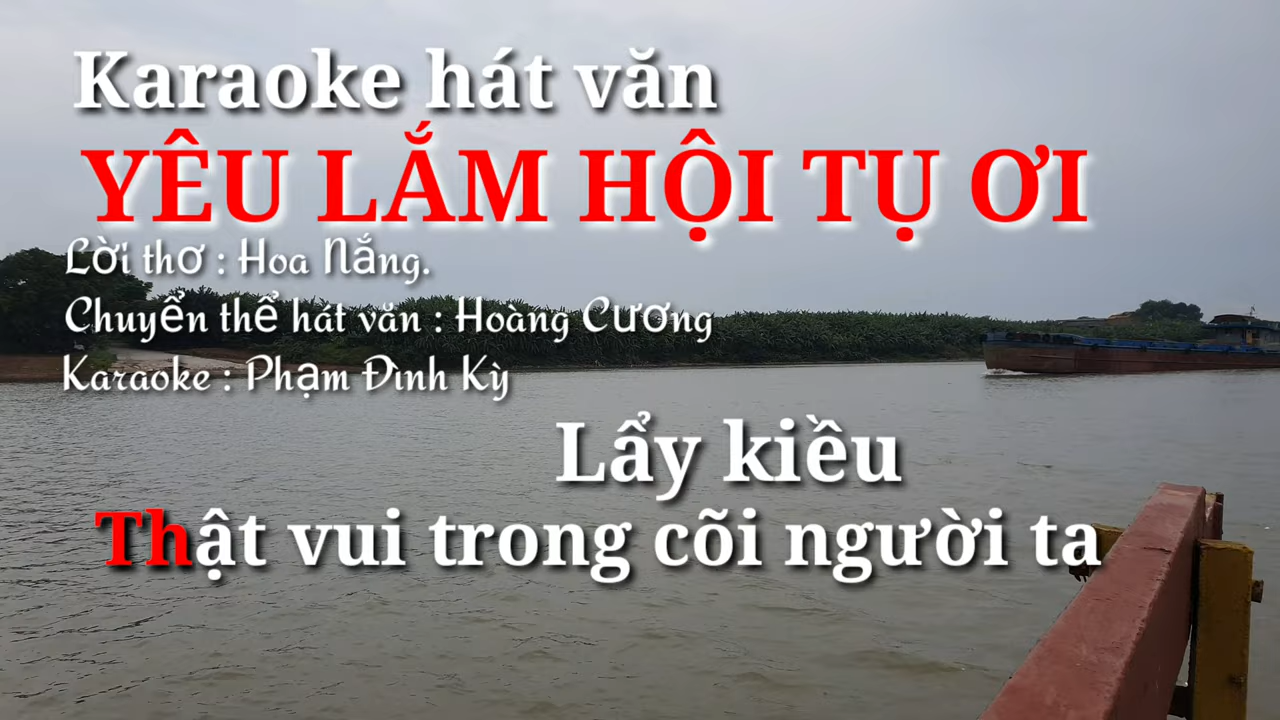 Karaoke hát văn
YÊU LẮM HỘI TỤ ƠI
Lời thơ : Hoa Nắng.
Chuyển thể hát văn : Hoàng Cương
Karaoke : Phạm Đình Kỳ
Lẩy kiều
Thật vui trong cõi người ta